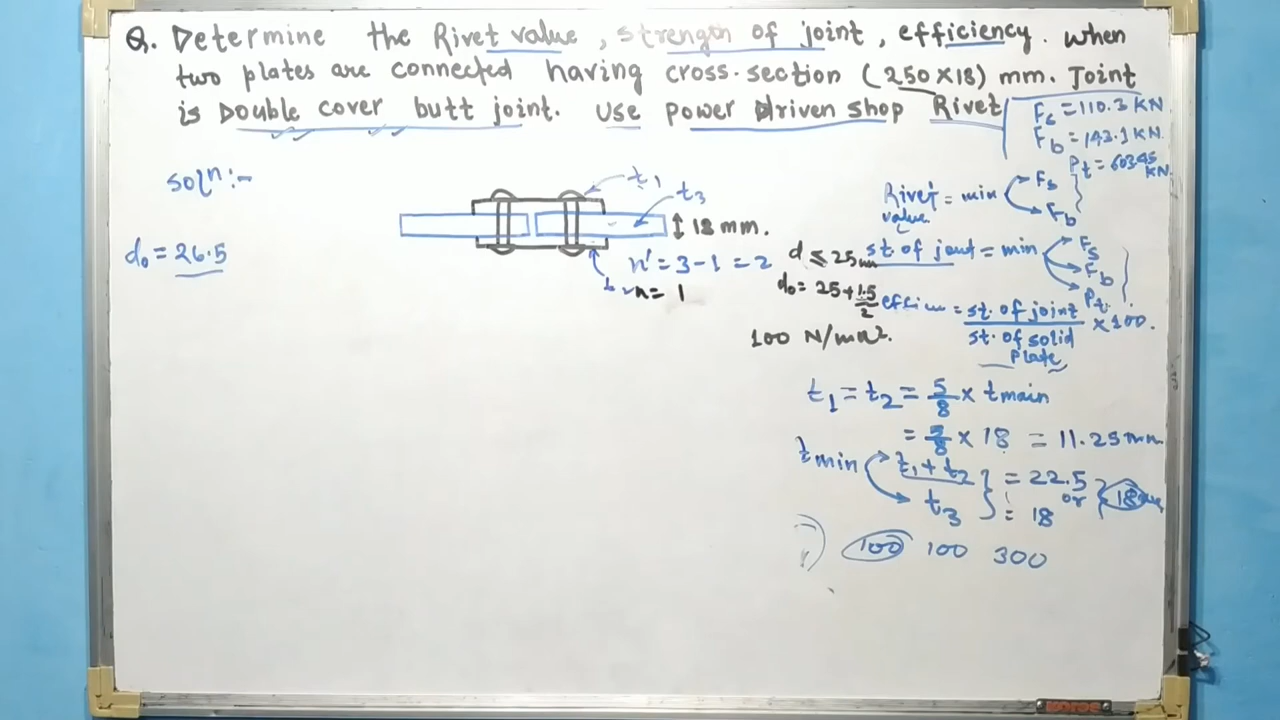 Q. Determine the Rivet value, strength of joint, efficiency. when
two plates are connected having cross-section (250×18) mm. Joint
is Double cover butt joint. Use power Driven shop Rivet
Fs = 110.3 KN
Fb = 143.1 KN.
Pt = 603.45 KN.
solⁿ :-
d₀ = 26.5
t₁
t₃
18 mm.
n' = 3 - 1 = 2
n = 1
Rivet value = min
Fs
Fb
d ≤ 25 mm
d₀ = 25 + 1.5/2
100 N/mm².
st. of joint = min
Fs
Fb
Pt.
= st. of joint / st. of solid plate × 100.
t₁ = t₂ = 5/8 × tmain
= 5/8 × 18 = 11.25 mm
tmin
t₁ + t₂ = 22.5
or
t₃ = 18
18
100 100 300